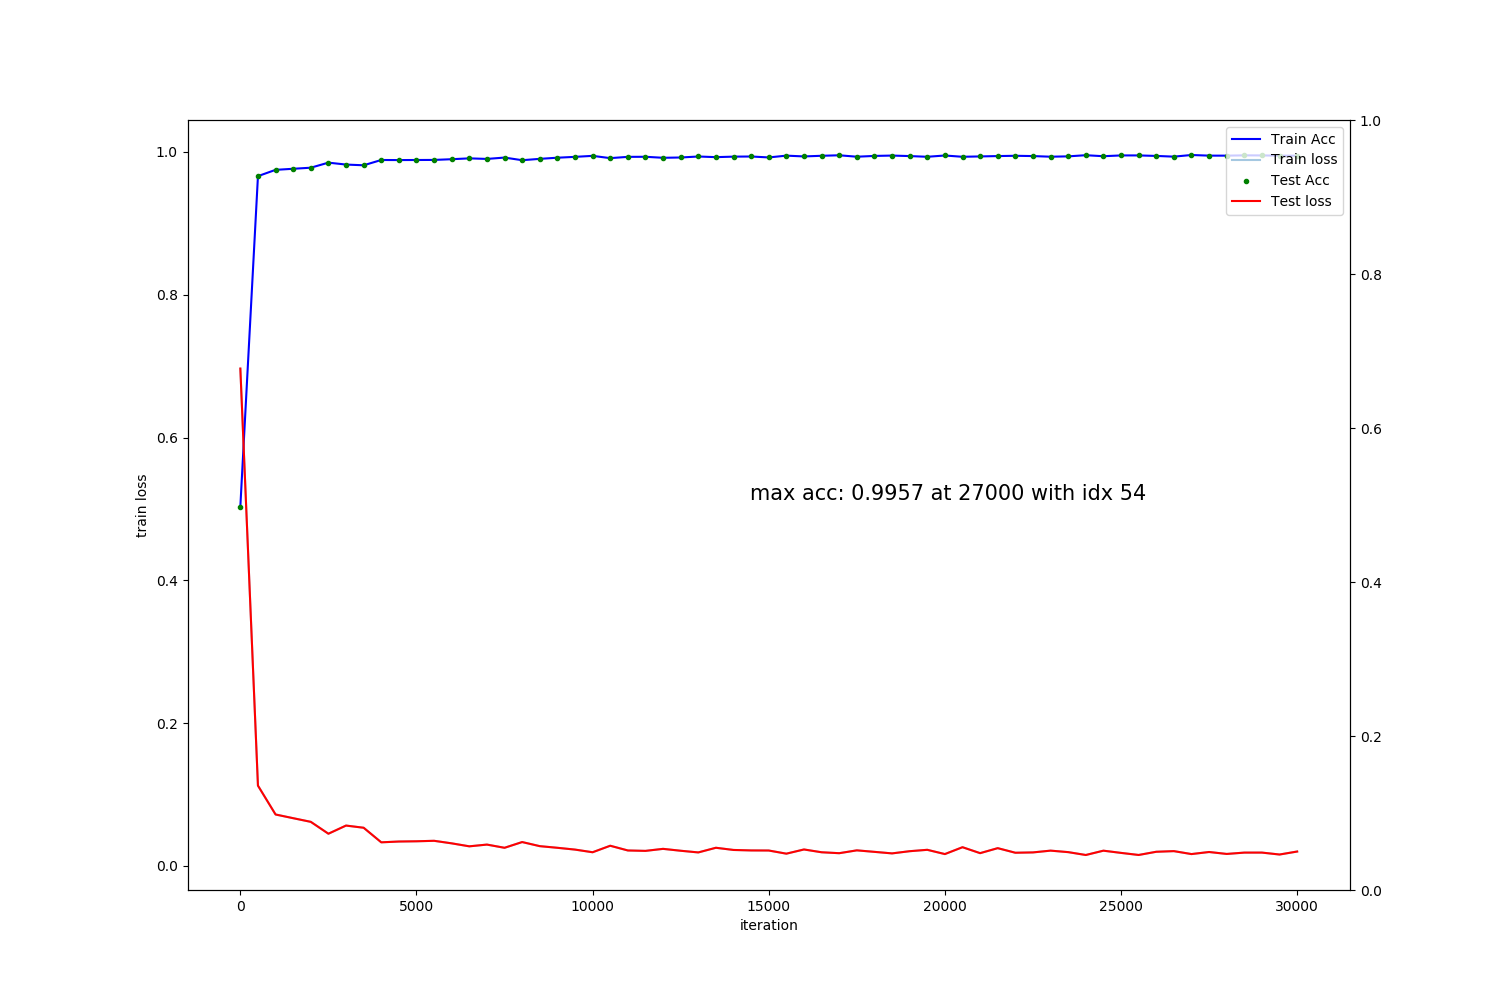 1.0
0.8
0.6
0.4
0.2
0.0
train loss
0
5000
10000
15000
20000
25000
30000
iteration
1.0
0.8
0.6
0.4
0.2
0.0
Train Acc
Train loss
Test Acc
Test loss
max acc: 0.9957 at 27000 with idx 54